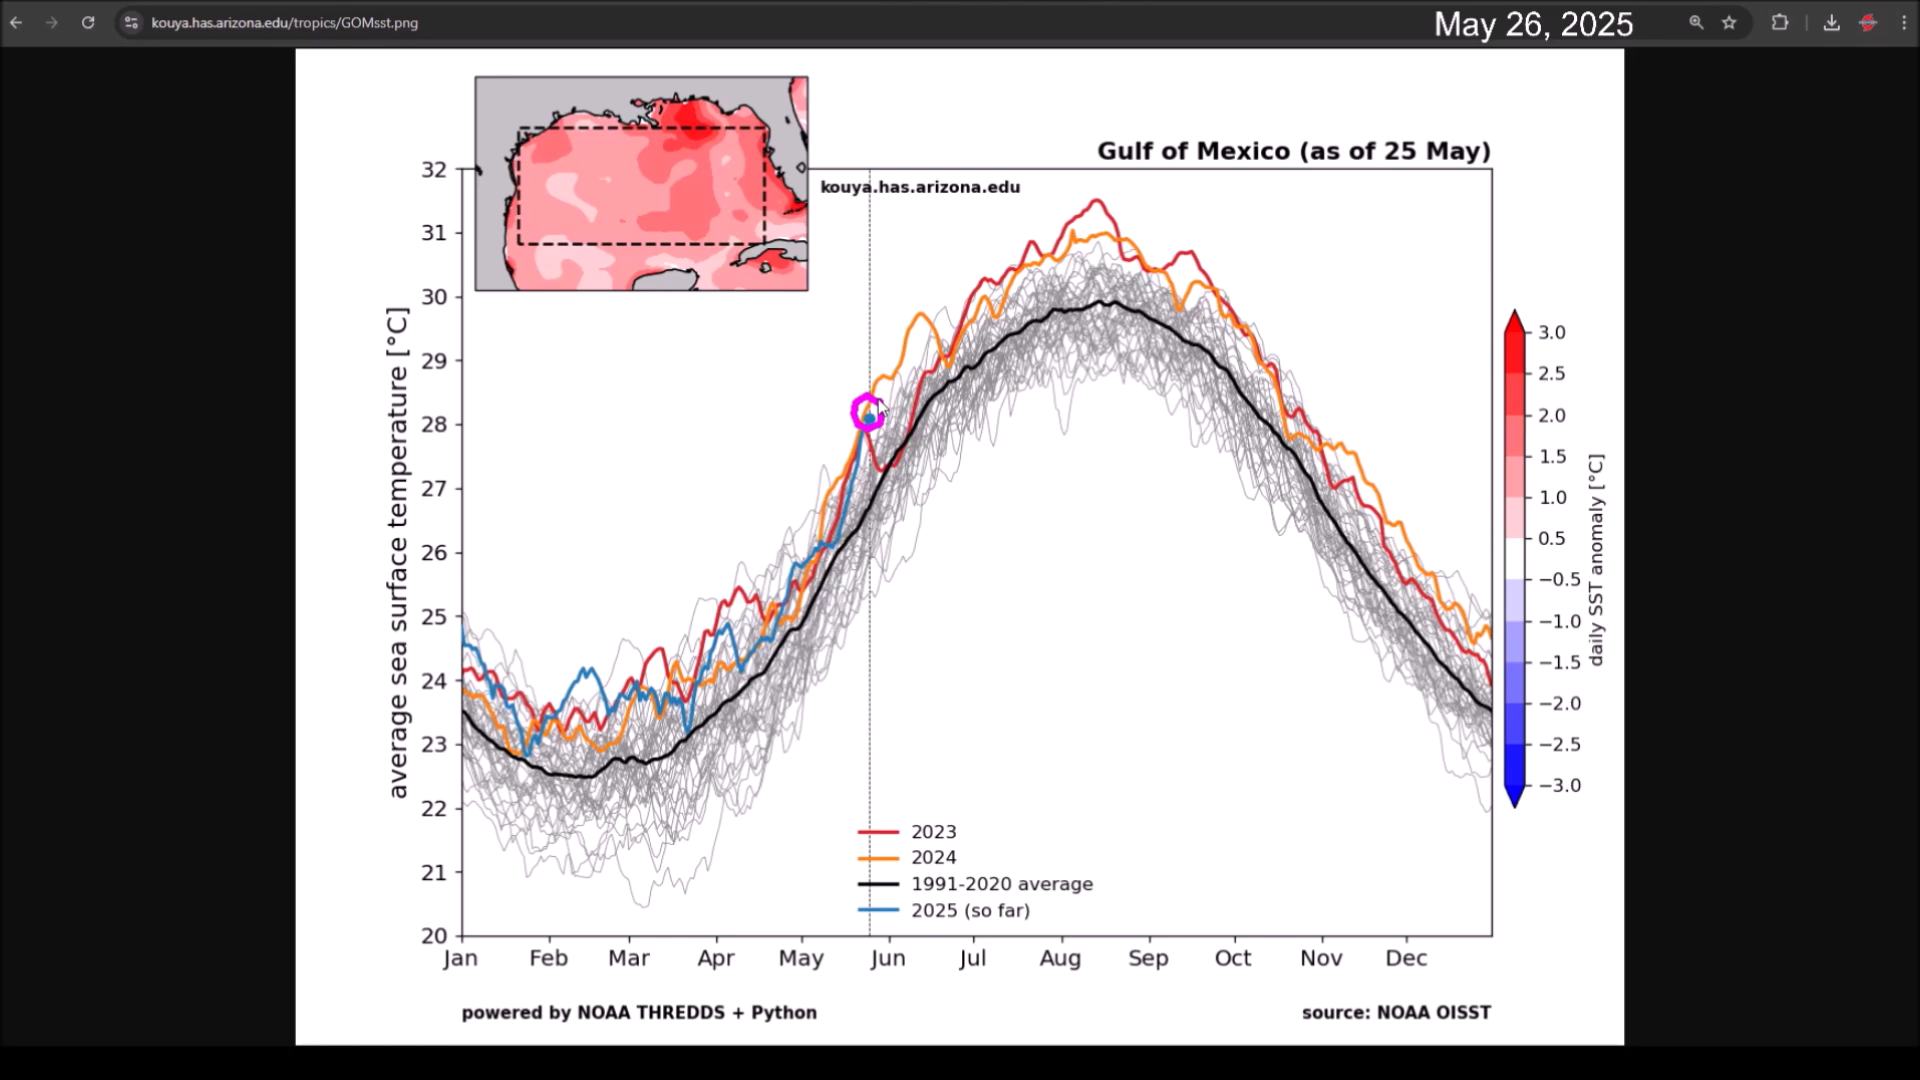 kouya.has.arizona.edu/tropics/GOMsst.png
May 26, 2025
Gulf of Mexico (as of 25 May)
kouya.has.arizona.edu
average sea surface temperature [°C]
32
31
30
29
28
27
26
25
24
23
22
21
20
Jan Feb Mar Apr May Jun Jul Aug Sep Oct Nov Dec
2023
2024
1991-2020 average
2025 (so far)
3.0
2.5
2.0
1.5
1.0
0.5
−0.5
−1.0
−1.5
−2.0
−2.5
−3.0
daily SST anomaly [°C]
powered by NOAA THREDDS + Python
source: NOAA OISST